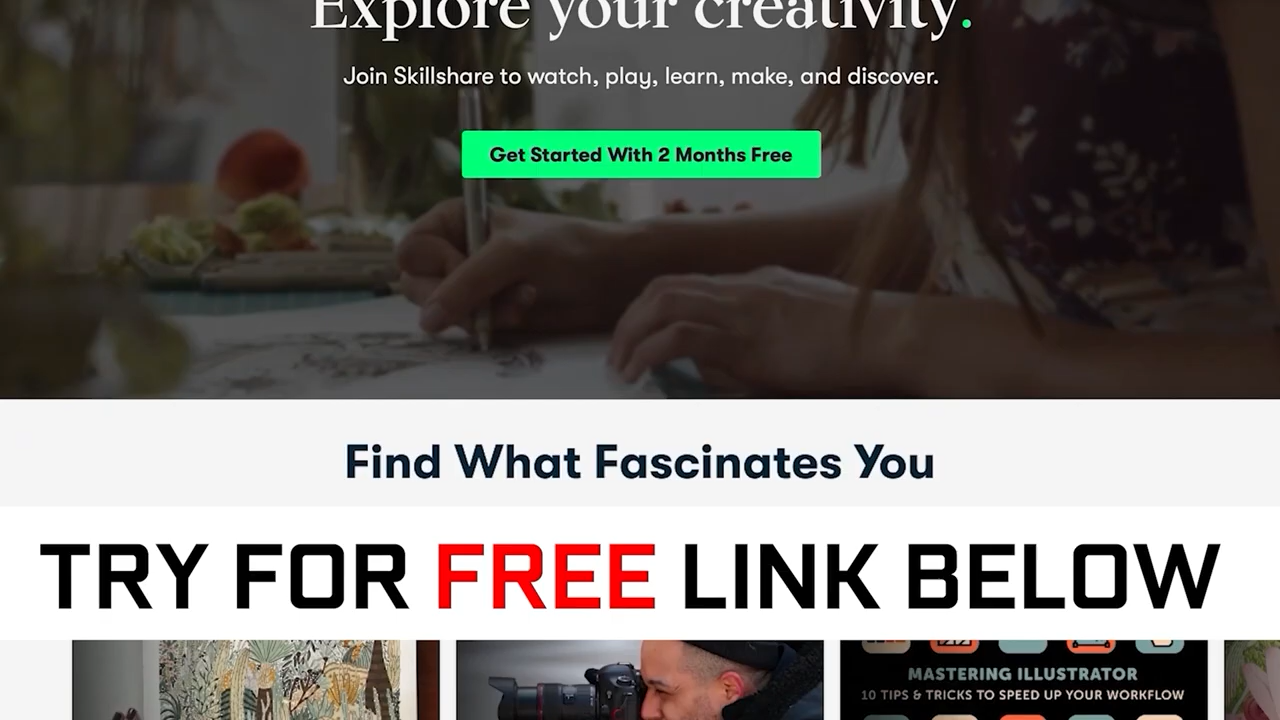 Explore your creativity.
Join Skillshare to watch, play, learn, make, and discover.
Get Started With 2 Months Free
Find What Fascinates You
TRY FOR FREE LINK BELOW
MASTERING ILLUSTRATOR
10 TIPS & TRICKS TO SPEED UP YOUR WORKFLOW